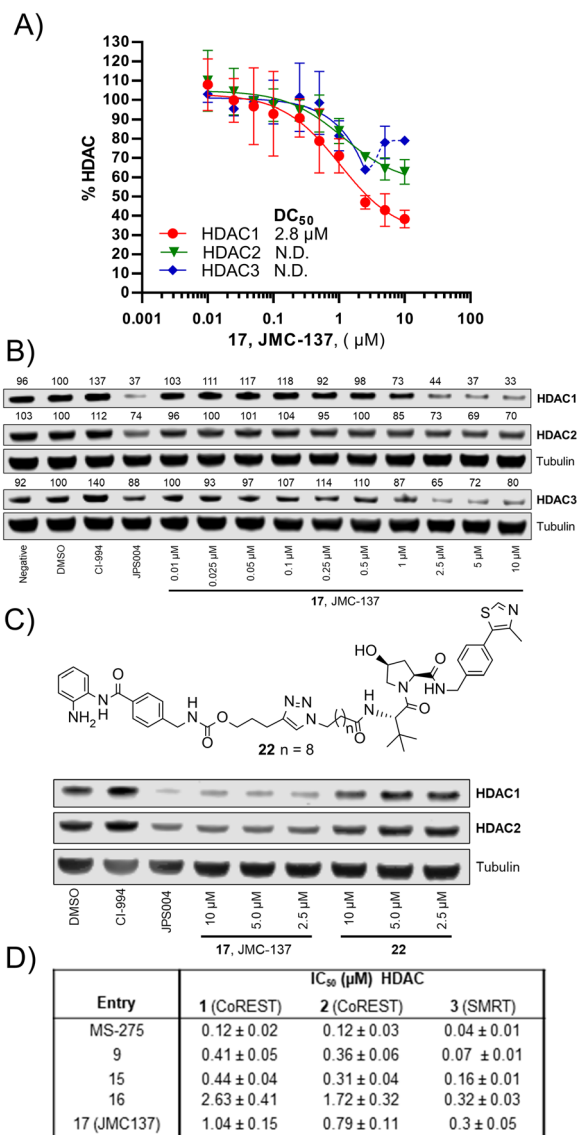 A)
130
120
110
100
90
80
70
60
50
40
30
20
10
0
% HDAC
DC50
HDAC1 2.8 µM
HDAC2 N.D.
HDAC3 N.D.
0.001 0.01 0.1 1 10 100
17, JMC-137, ( µM)
B)
96 100 137 37 103 111 117 118 92 98 73 44 37 33
HDAC1
103 100 112 74 96 100 101 104 95 100 85 73 69 70
HDAC2
Tubulin
92 100 140 88 100 93 97 107 114 110 87 65 72 80
HDAC3
Tubulin
Negative DMSO CI-994 JPS004 0.01 µM 0.025 µM 0.05 µM 0.1 µM 0.25 µM 0.5 µM 1 µM 2.5 µM 5 µM 10 µM
17, JMC-137
C)
S N
HO
O
N
O
HN
O
N
H
NH2
N
H
O
O
N=N
N
n
O
HN
O
22 n = 8
HDAC1
HDAC2
Tubulin
DMSO CI-994 JPS004 10 µM 5.0 µM 2.5 µM 10 µM 5.0 µM 2.5 µM
17, JMC-137 22
D)
IC50 (µM) HDAC
Entry 1 (CoREST) 2 (CoREST) 3 (SMRT)
MS-275 0.12 ± 0.02 0.12 ± 0.03 0.04 ± 0.01
9 0.41 ± 0.05 0.36 ± 0.06 0.07 ± 0.01
15 0.44 ± 0.04 0.31 ± 0.04 0.16 ± 0.01
16 2.63 ± 0.41 1.72 ± 0.32 0.32 ± 0.03
17 (JMC137) 1.04 ± 0.15 0.79 ± 0.11 0.3 ± 0.05